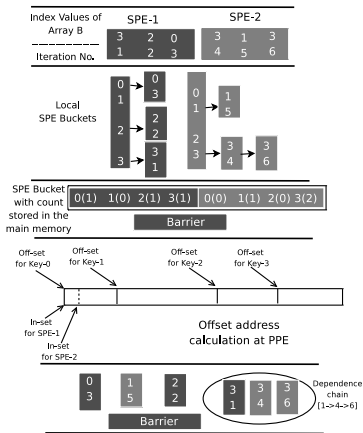 Index Values of
Array B
SPE-1
SPE-2
3 2 0
3 1 3
Iteration No.
1 2 3
4 5 6
Local
SPE Buckets
0
1
2
3
0
3
2
2
3
1
0
1
2
3
1
5
3
4
3
6
SPE Bucket
with count
stored in the
main memory
0(1) 1(0) 2(1) 3(1) 0(0) 1(1) 2(0) 3(2)
Barrier
Off-set
for Key-0
Off-set
for Key-1
Off-set
for Key-2
Off-set
for Key-3
In-set
for SPE-1
In-set
for SPE-2
Offset address
calculation at PPE
0
3
1
5
2
2
3
1
3
4
3
6
Dependence
chain
[1->4->6]
Barrier